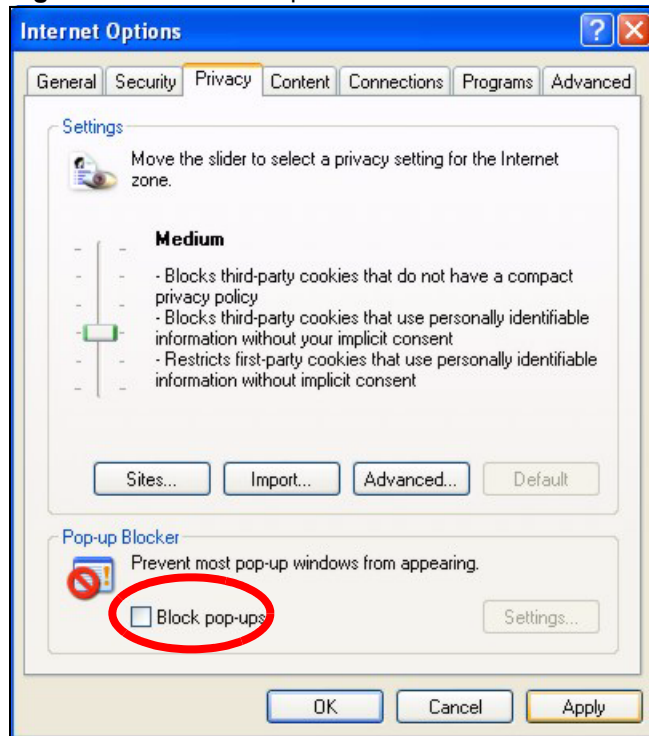 Internet Options
General Security Privacy Content Connections Programs Advanced
Settings
Move the slider to select a privacy setting for the Internet
zone.
Medium
- Blocks third-party cookies that do not have a compact
privacy policy
- Blocks third-party cookies that use personally identifiable
information without your implicit consent
- Restricts first-party cookies that use personally identifiable
information without implicit consent
Sites... Import... Advanced... Default
Pop-up Blocker
Prevent most pop-up windows from appearing.
Block pop-ups
Settings...
OK Cancel Apply